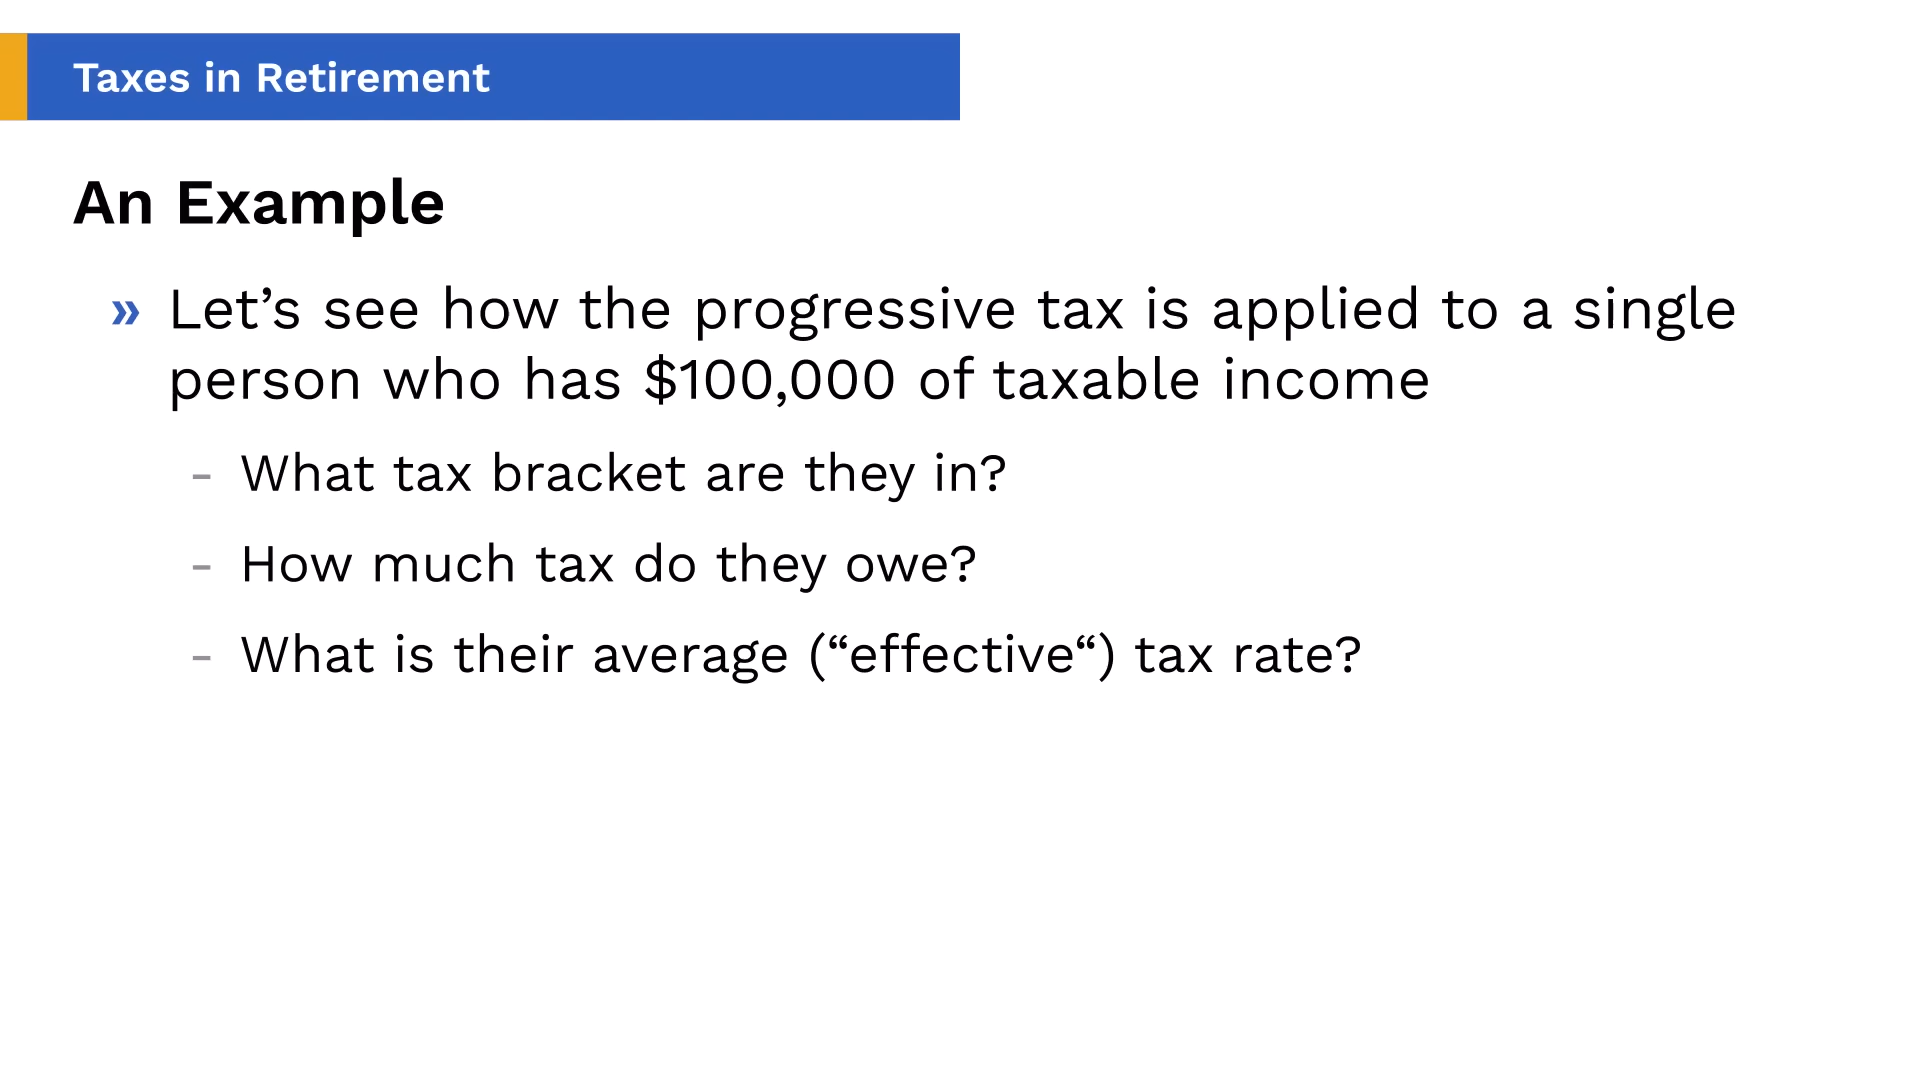 Taxes in Retirement
An Example
» Let’s see how the progressive tax is applied to a single
person who has $100,000 of taxable income
- What tax bracket are they in?
- How much tax do they owe?
- What is their average (“effective“) tax rate?